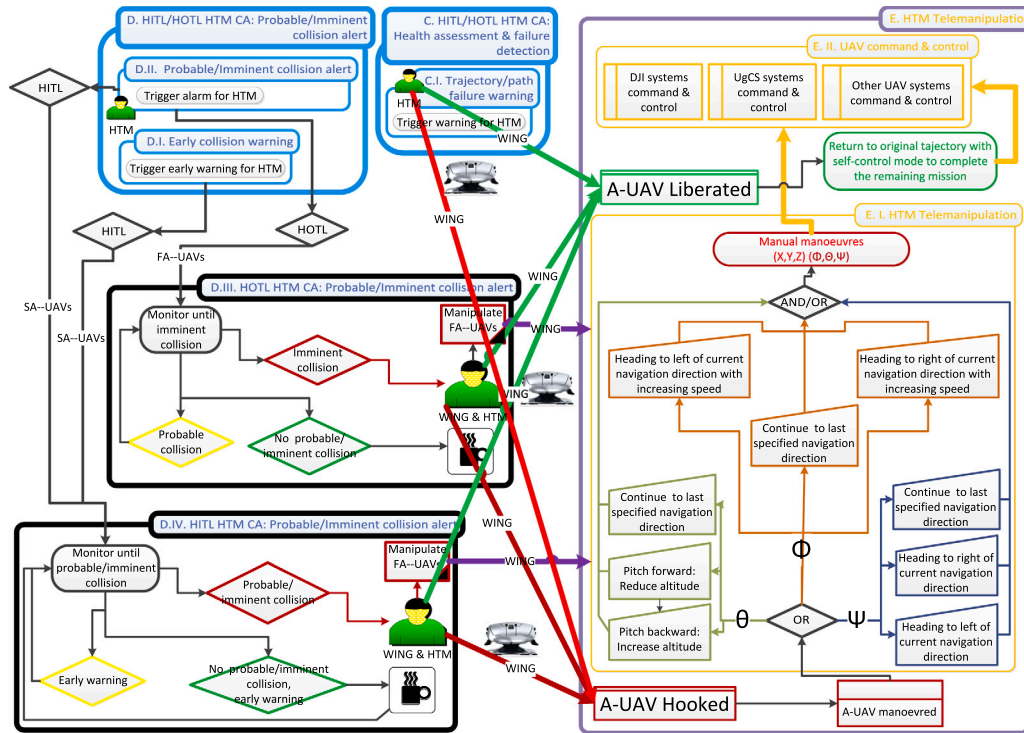 D. HITL/HOTL HTM CA: Probable/Imminent
collision alert
D.II. Probable/Imminent collision alert
Trigger alarm for HTM
HTM
D.I. Early collision warning
Trigger early warning for HTM
HITL
HITL
HOTL
FA--UAVs
SA--UAVs
SA--UAVs
C. HITL/HOTL HTM CA:
Health assessment & failure
detection
C.I. Trajectory/path
failure warning
HTM
Trigger warning for HTM
WING
WING
WING
WING
WING
WING
WING
WING
D.III. HOTL HTM CA: Probable/Imminent collision alert
Monitor until
imminent
collision
Imminent
collision
Probable
collision
No probable/
imminent collision
Manipulate
FA--UAVs
WING & HTM
D.IV. HITL HTM CA: Probable/Imminent collision alert
Monitor until
probable/imminent
collision
Probable/
imminent collision
Early warning
No probable/imminent
collision,
early warning
Manipulate
FA--UAVs
WING & HTM
E. HTM Telemanipulation
E. II. UAV command & control
DJI systems
command &
control
UgCS systems
command &
control
Other UAV systems
command & control
A-UAV Liberated
Return to original tajectory with
self-control mode to complete
the remaining mission
E. I. HTM Telemanipulation
Manual manoeuvres
(X,Y,Z) (Φ,Θ,Ψ)
AND/OR
Heading to left of current
navigation direction with
increasing speed
Heading to right of current
navigation direction with
increasing speed
Continue to last
specified navigation
direction
Continue to last
specified navigation
direction
Continue to last
specified navigation
direction
Φ
Pitch forward:
Reduce altitude
Heading to right of
current navigation
direction
Pitch backward:
Increase altitude
θ
OR
Ψ
Heading to left of
current navigation
direction
A-UAV Hooked
A-UAV manoevred